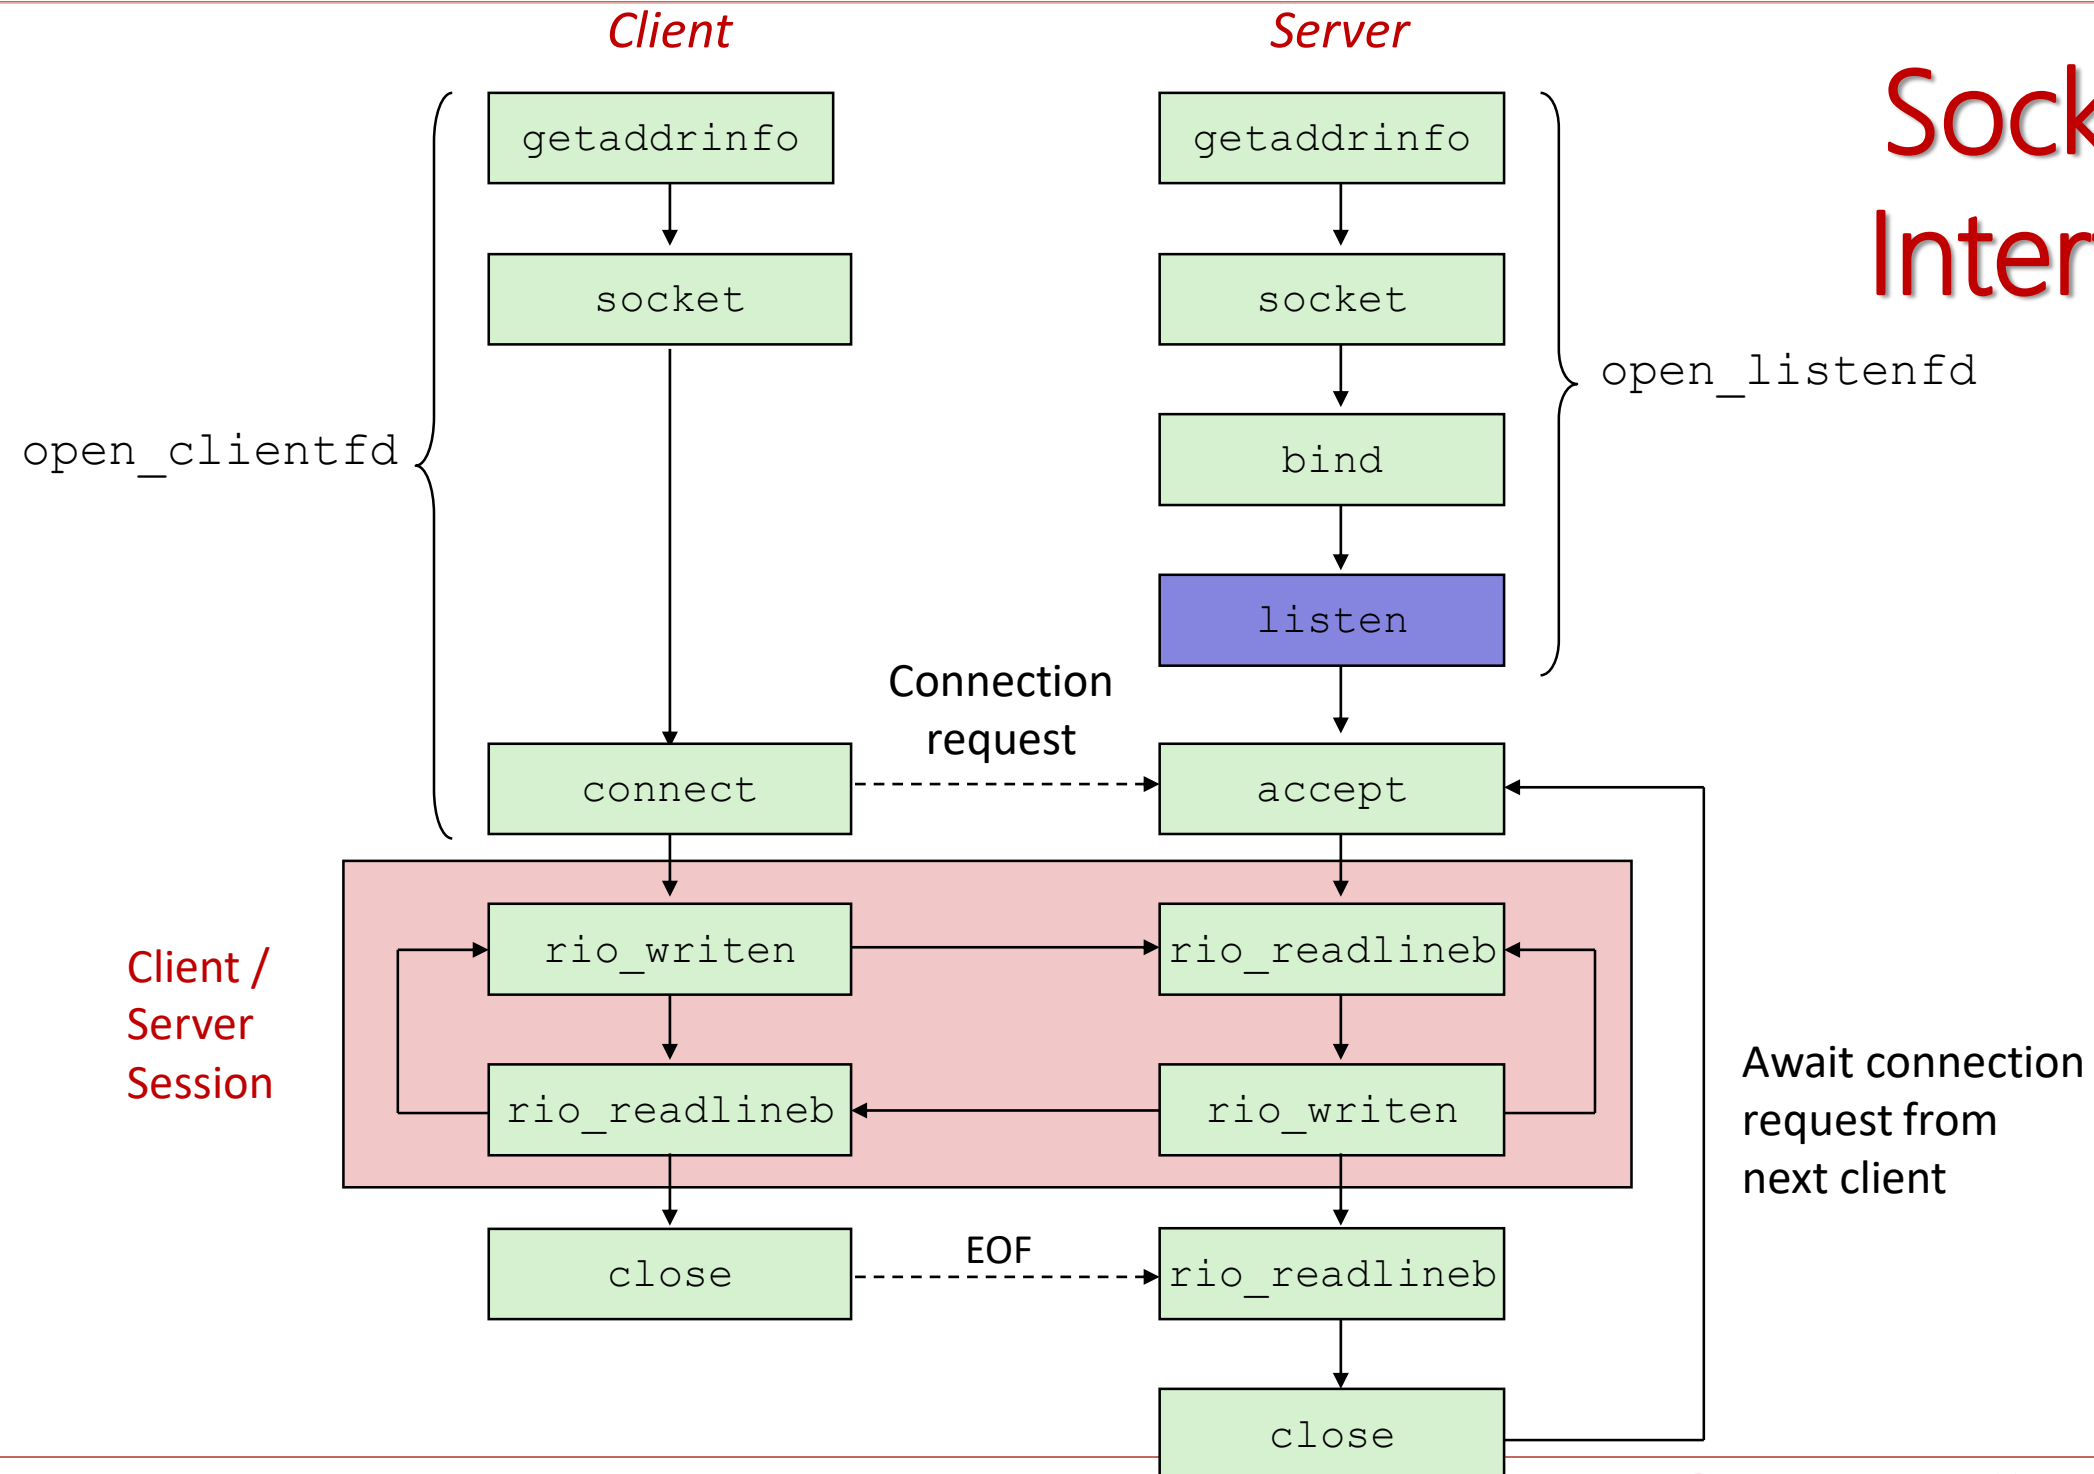 Client
Server
Sock
Inter
getaddrinfo
getaddrinfo
socket
socket
open_listenfd
open_clientfd
bind
listen
Connection
request
connect
accept
Client /
Server
Session
rio_writen
rio_readlineb
rio_readlineb
rio_writen
Await connection
request from
next client
close
EOF
rio_readlineb
close